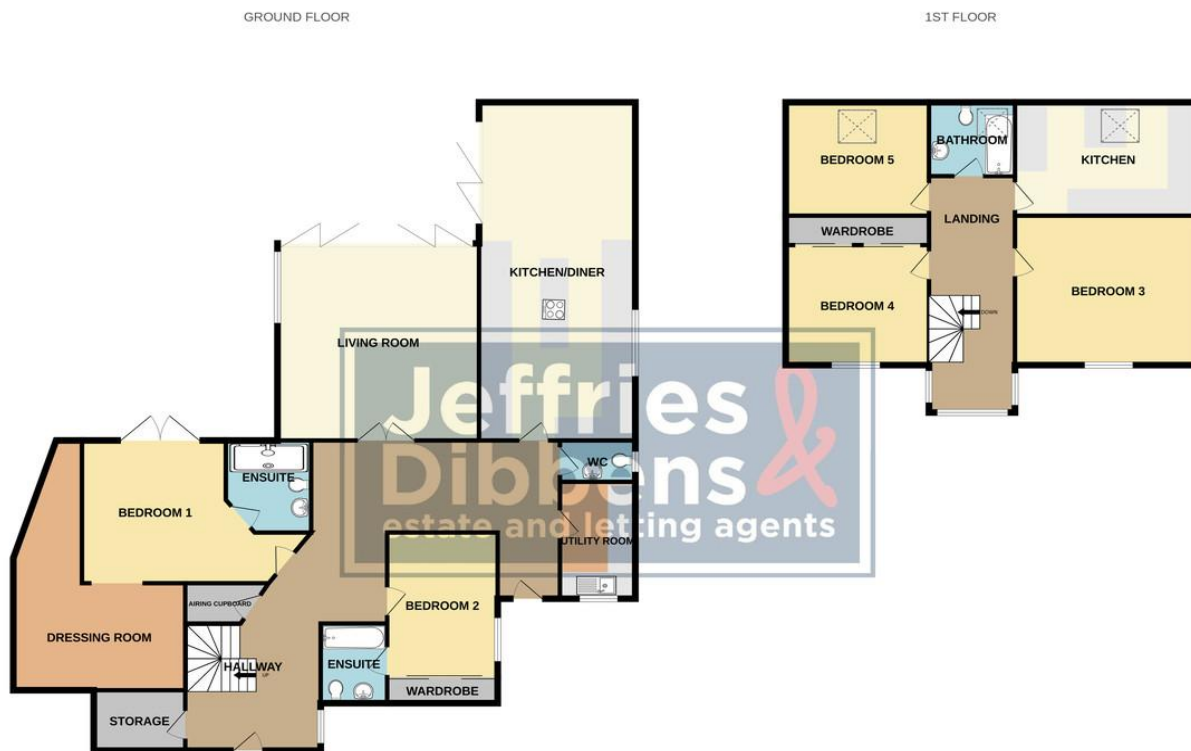 GROUND FLOOR
1ST FLOOR
BEDROOM 5
BATHROOM
KITCHEN
LANDING
WARDROBE
BEDROOM 4
BEDROOM 3
DOWN
KITCHEN/DINER
LIVING ROOM
Jeffries &
Dibbens
estate and letting agents
ENSUITE
WC
BEDROOM 1
UTILITY ROOM
AIRING CUPBOARD
BEDROOM 2
DRESSING ROOM
HALLWAY
UP
ENSUITE
WARDROBE
STORAGE